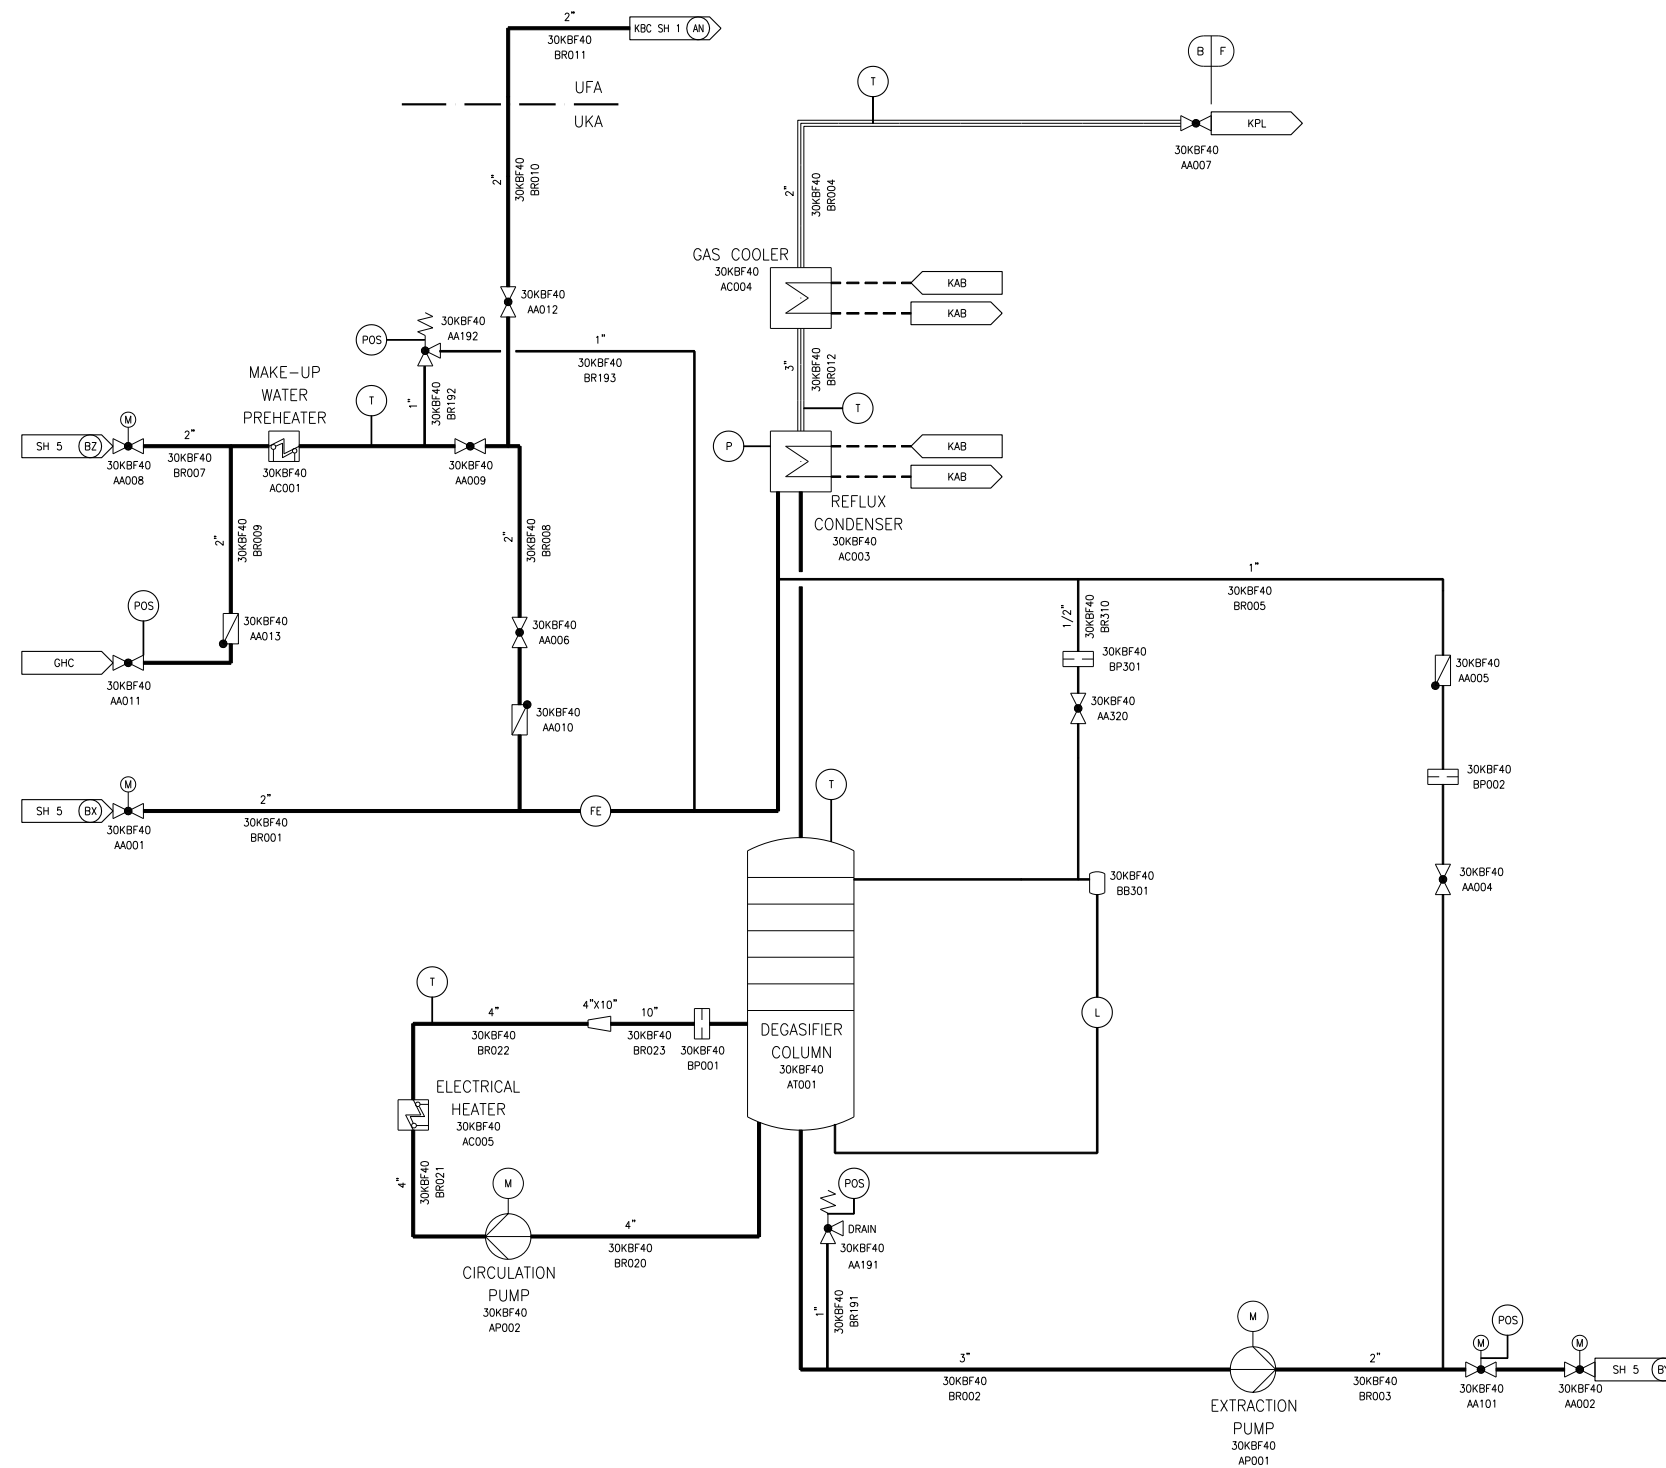 2"
KBC SH 1 AN
30KBF40
BR011
UFA
UKA
B F
T
KPL
30KBF40
AA007
2"
30KBF40
BR010
2"
30KBF40
BR004
GAS COOLER
30KBF40
AC004
KAB
KAB
30KBF40
AA012
30KBF40
AA192
POS
1"
30KBF40
BR193
3"
30KBF40
BR012
MAKE-UP
WATER
PREHEATER
T
1"
30KBF40
BR192
T
M
SH 5 BZ
2"
30KBF40
AA008
30KBF40
BR007
30KBF40
AC001
30KBF40
AA009
P
KAB
KAB
REFLUX
CONDENSER
30KBF40
AC003
2"
30KBF40
BR009
2"
30KBF40
BR008
1"
30KBF40
BR005
1/2"
30KBF40
BR310
POS
30KBF40
AA013
30KBF40
AA006
GHC
30KBF40
AA011
30KBF40
BP301
30KBF40
AA005
30KBF40
AA320
30KBF40
AA010
30KBF40
BP002
M
SH 5 BX
2"
30KBF40
AA001
30KBF40
BR001
FE
T
30KBF40
BB301
30KBF40
AA004
T
4"
30KBF40
BR022
4"X10"
10"
30KBF40
BR023
30KBF40
BP001
DEGASIFIER
COLUMN
30KBF40
AT001
L
ELECTRICAL
HEATER
30KBF40
AC005
4"
30KBF40
BR021
M
4"
30KBF40
BR020
CIRCULATION
PUMP
30KBF40
AP002
POS
DRAIN
30KBF40
AA191
1"
30KBF40
BR191
3"
30KBF40
BR002
M
EXTRACTION
PUMP
30KBF40
AP001
2"
30KBF40
BR003
POS
M
M
30KBF40
AA101
30KBF40
AA002
SH 5